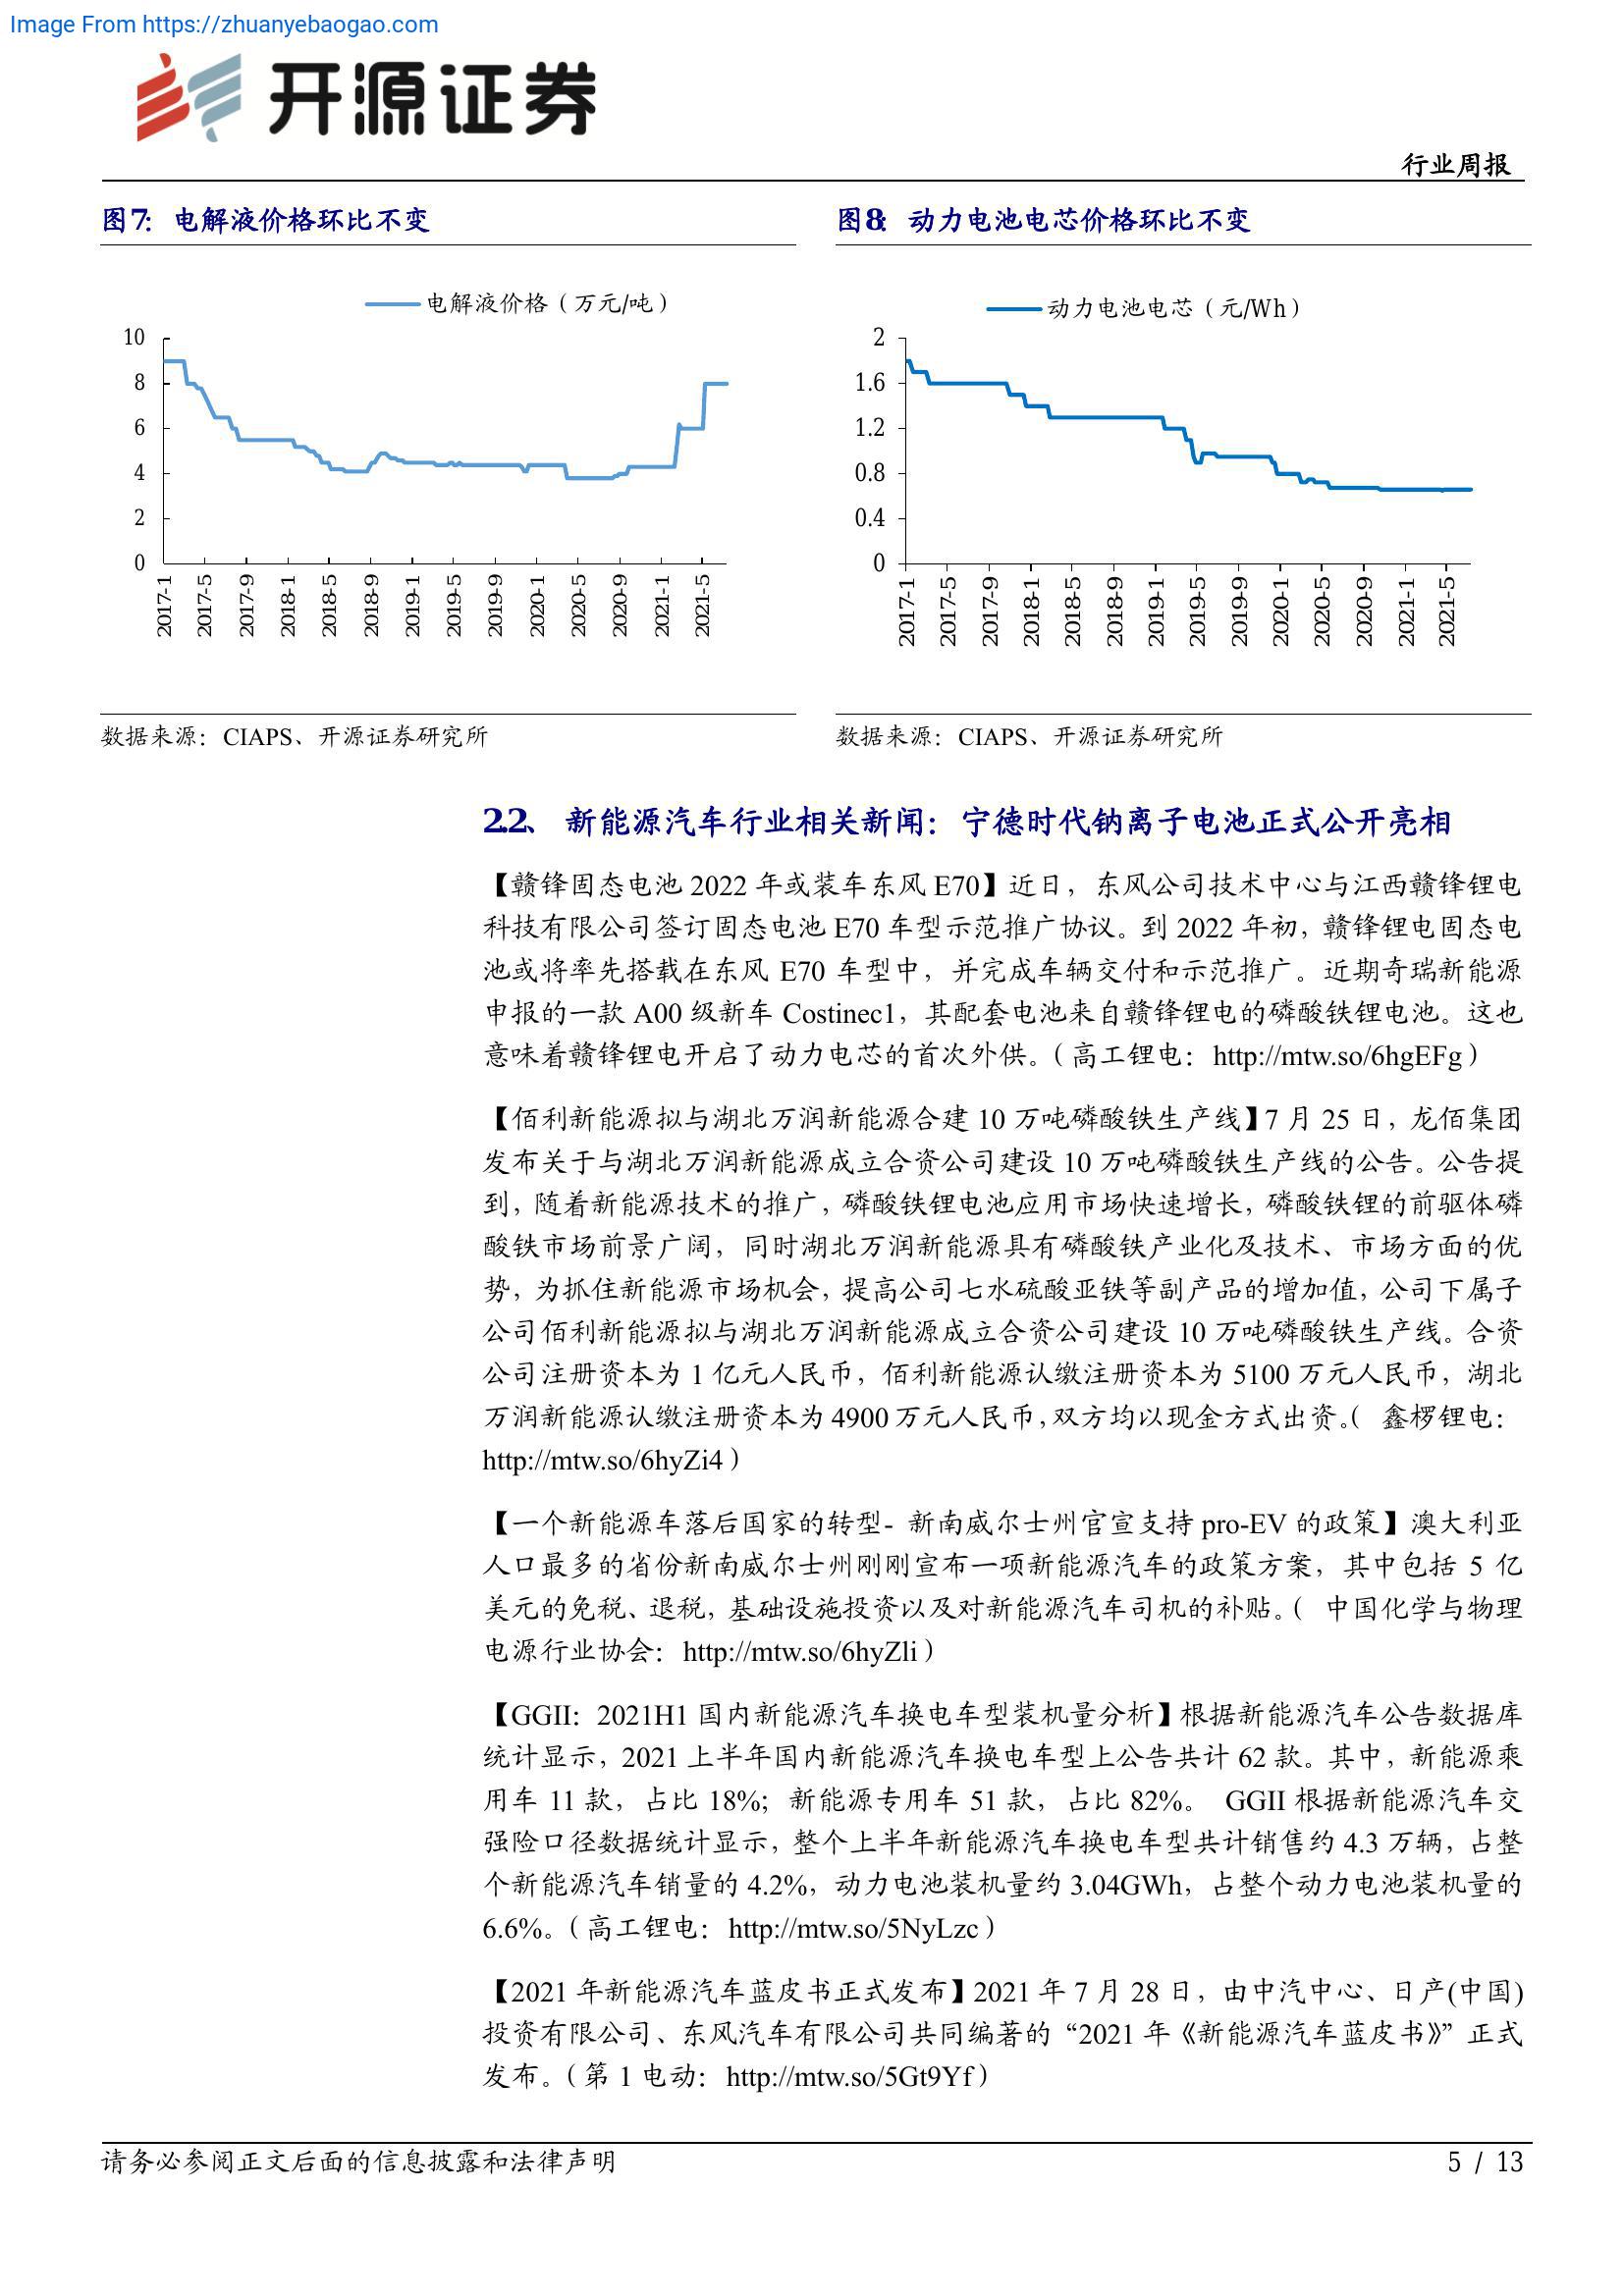 Image From https://zhuanyebaogao.com
开源证券
行业周报
图7：电解液价格环比不变
电解液价格（万元/吨）
10
8
6
4
2
0
2017-1
2017-5
2017-9
2018-1
2018-5
2018-9
2019-1
2019-5
2019-9
2020-1
2020-5
2020-9
2021-1
2021-5
数据来源：CIAPS、开源证券研究所
图8：动力电池电芯价格环比不变
动力电池电芯（元/Wh）
2
1.6
1.2
0.8
0.4
0
2017-1
2017-5
2017-9
2018-1
2018-5
2018-9
2019-1
2019-5
2019-9
2020-1
2020-5
2020-9
2021-1
2021-5
数据来源：CIAPS、开源证券研究所
2.2、 新能源汽车行业相关新闻：宁德时代钠离子电池正式公开亮相
【赣锋固态电池 2022 年或装车东风 E70】近日，东风公司技术中心与江西赣锋锂电
科技有限公司签订固态电池 E70 车型示范推广协议。到 2022 年初，赣锋锂电固态电
池或将率先搭载在东风 E70 车型中，并完成车辆交付和示范推广。近期奇瑞新能源
申报的一款 A00 级新车 Costinec1，其配套电池来自赣锋锂电的磷酸铁锂电池。这也
意味着赣锋锂电开启了动力电芯的首次外供。（高工锂电：http://mtw.so/6hgEFg）
【佰利新能源拟与湖北万润新能源合建 10 万吨磷酸铁生产线】7 月 25 日，龙佰集团
发布关于与湖北万润新能源成立合资公司建设 10 万吨磷酸铁生产线的公告。公告提
到，随着新能源技术的推广，磷酸铁锂电池应用市场快速增长，磷酸铁锂的前驱体磷
酸铁市场前景广阔，同时湖北万润新能源具有磷酸铁产业化及技术、市场方面的优
势，为抓住新能源市场机会，提高公司七水硫酸亚铁等副产品的增加值，公司下属子
公司佰利新能源拟与湖北万润新能源成立合资公司建设 10 万吨磷酸铁生产线。合资
公司注册资本为 1 亿元人民币，佰利新能源认缴注册资本为 5100 万元人民币，湖北
万润新能源认缴注册资本为 4900 万元人民币，双方均以现金方式出资。（ 鑫椤锂电：
http://mtw.so/6hyZi4）
【一个新能源车落后国家的转型- 新南威尔士州官宣支持 pro-EV 的政策】澳大利亚
人口最多的省份新南威尔士州刚刚宣布一项新能源汽车的政策方案，其中包括 5 亿
美元的免税、退税，基础设施投资以及对新能源汽车司机的补贴。（ 中国化学与物理
电源行业协会：http://mtw.so/6hyZli）
【GGII：2021H1 国内新能源汽车换电车型装机量分析】根据新能源汽车公告数据库
统计显示，2021 上半年国内新能源汽车换电车型上公告共计 62 款。其中，新能源乘
用车 11 款，占比 18%；新能源专用车 51 款，占比 82%。 GGII 根据新能源汽车交
强险口径数据统计显示，整个上半年新能源汽车换电车型共计销售约 4.3 万辆，占整
个新能源汽车销量的 4.2%，动力电池装机量约 3.04GWh，占整个动力电池装机量的
6.6%。（高工锂电：http://mtw.so/5NyLzc）
【2021 年新能源汽车蓝皮书正式发布】2021 年 7 月 28 日，由中汽中心、日产(中国)
投资有限公司、东风汽车有限公司共同编著的“2021 年《新能源汽车蓝皮书》”正式
发布。（第 1 电动：http://mtw.so/5Gt9Yf）
请务必参阅正文后面的信息披露和法律声明
5 / 13